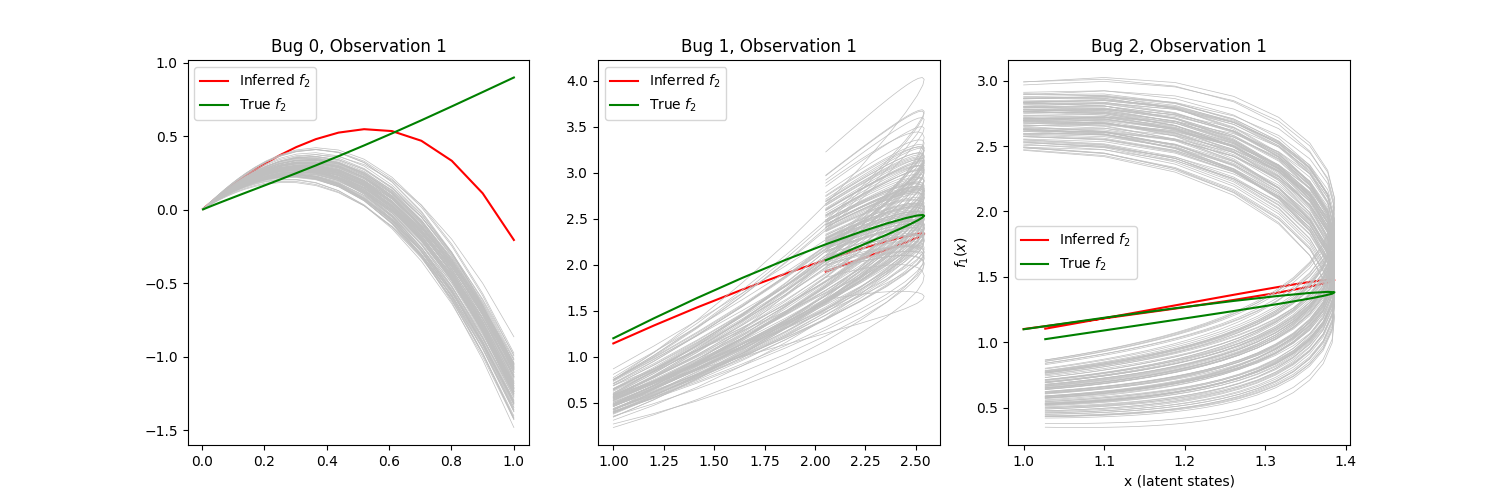 Bug 0, Observation 1
Inferred f₂
True f₂
1.0
0.5
0.0
−0.5
−1.0
−1.5
0.0 0.2 0.4 0.6 0.8 1.0
Bug 1, Observation 1
Inferred f₂
True f₂
4.0
3.5
3.0
2.5
2.0
1.5
1.0
0.5
1.00 1.25 1.50 1.75 2.00 2.25 2.50
Bug 2, Observation 1
Inferred f₂
True f₂
f₁(x)
3.0
2.5
2.0
1.5
1.0
0.5
1.0 1.1 1.2 1.3 1.4
x (latent states)